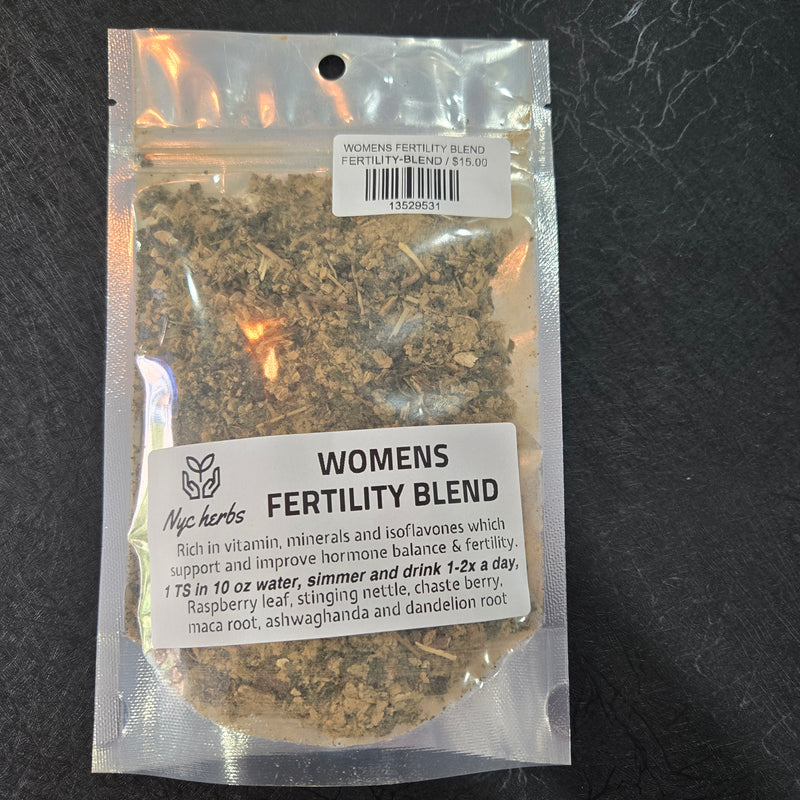 WOMENS FERTILITY BLEND
FERTILITY-BLEND / $15.00
13529531
Nyc herbs
WOMENS
FERTILITY BLEND
Rich in vitamin, minerals and isoflavones which
support and improve hormone balance & fertility.
1 TS in 10 oz water, simmer and drink 1-2x a day,
Raspberry leaf, stinging nettle, chaste berry,
maca root, ashwaghanda and dandelion root